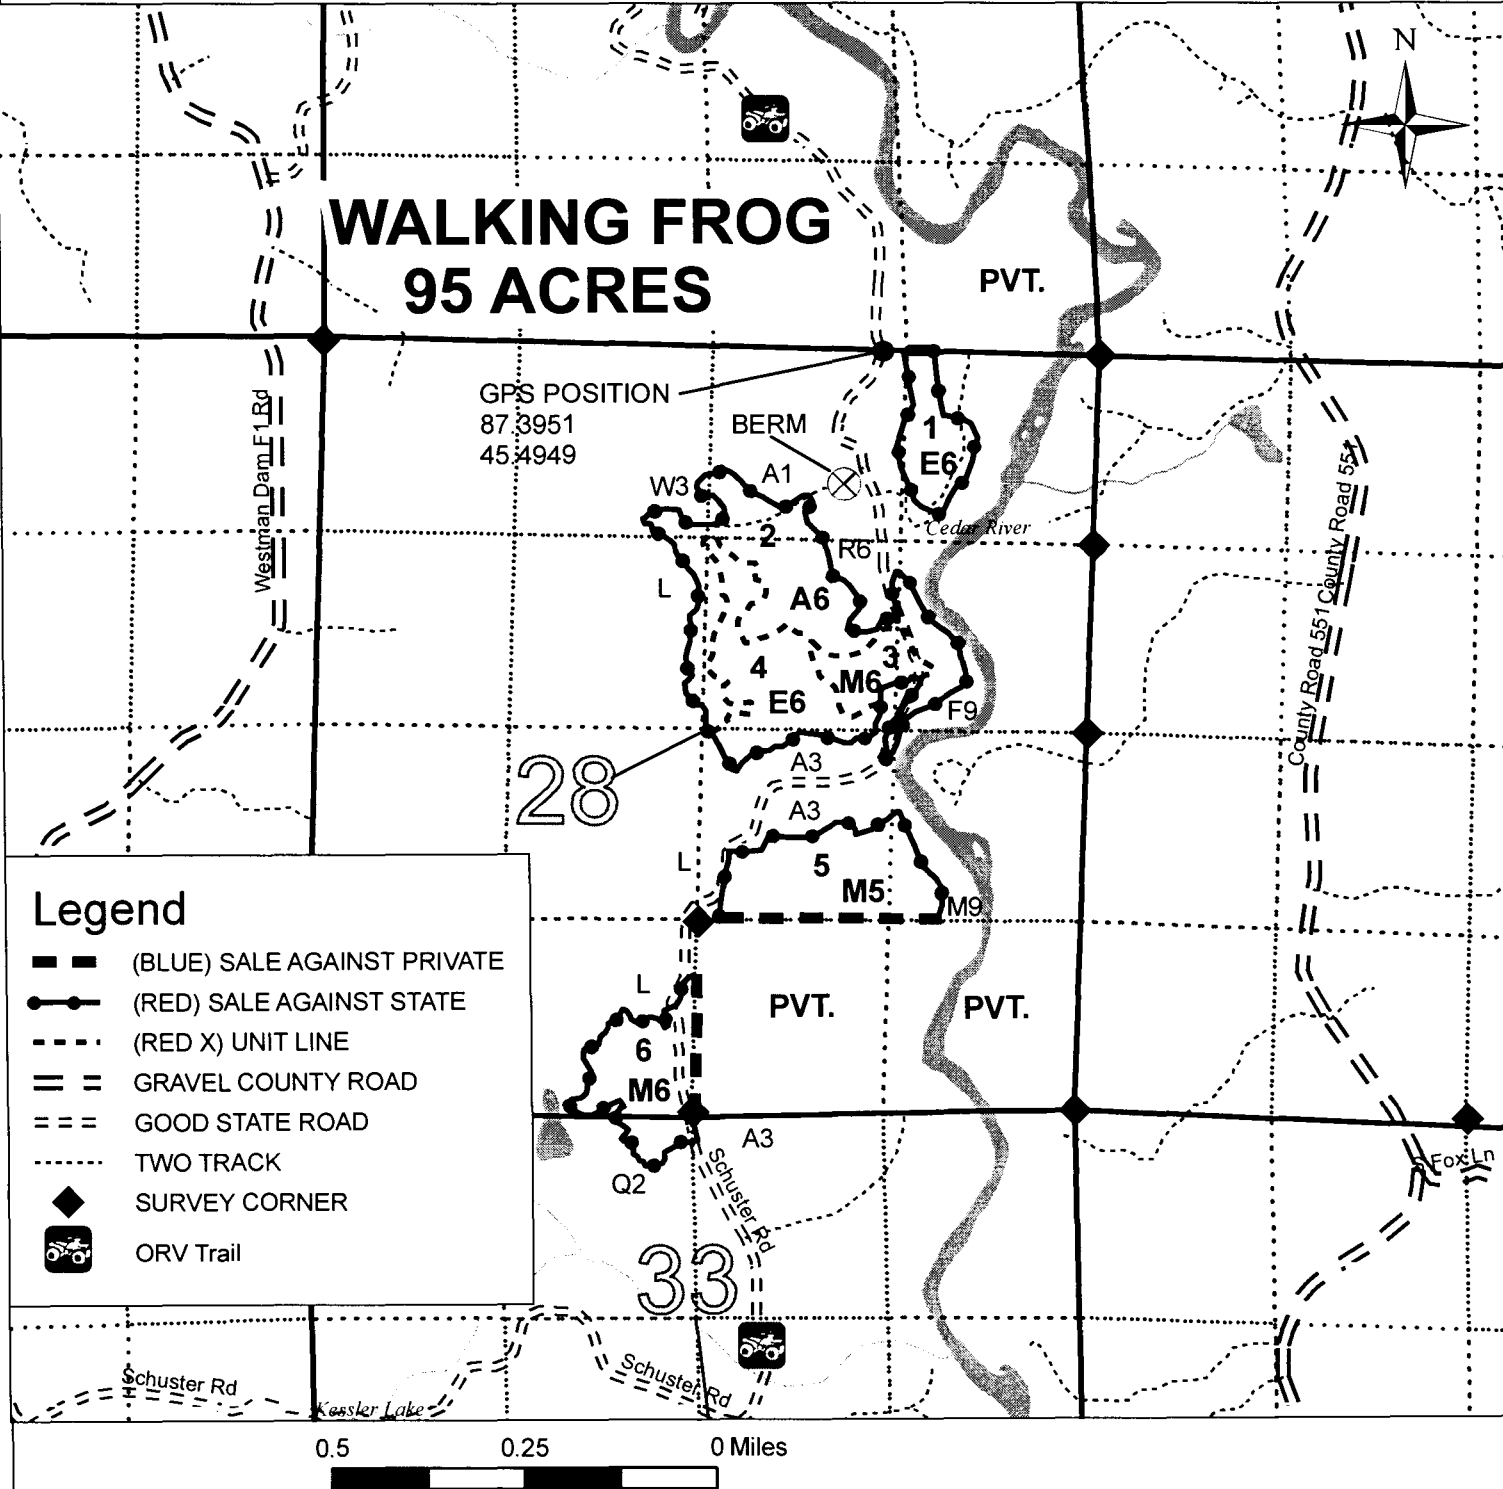 N
WALKING FROG
95 ACRES
PVT.
GPS POSITION
87.3951
45.4949
BERM
1
E6
W3
A1
2
Cedar River
R6
L
A6
Westman Dam F1 Rd
County Road 551
County Road 551
3
4
M6
E6
F9
28
A3
A3
L
5
M5
M9
L
PVT.
PVT.
6
M6
A3
Q2
Schuster Rd
S Fox Ln
33
Schuster Rd
Schuster Rd
Kessler Lake
Legend
(BLUE) SALE AGAINST PRIVATE
(RED) SALE AGAINST STATE
(RED X) UNIT LINE
GRAVEL COUNTY ROAD
GOOD STATE ROAD
TWO TRACK
SURVEY CORNER
ORV Trail
0.5 0.25 0 Miles